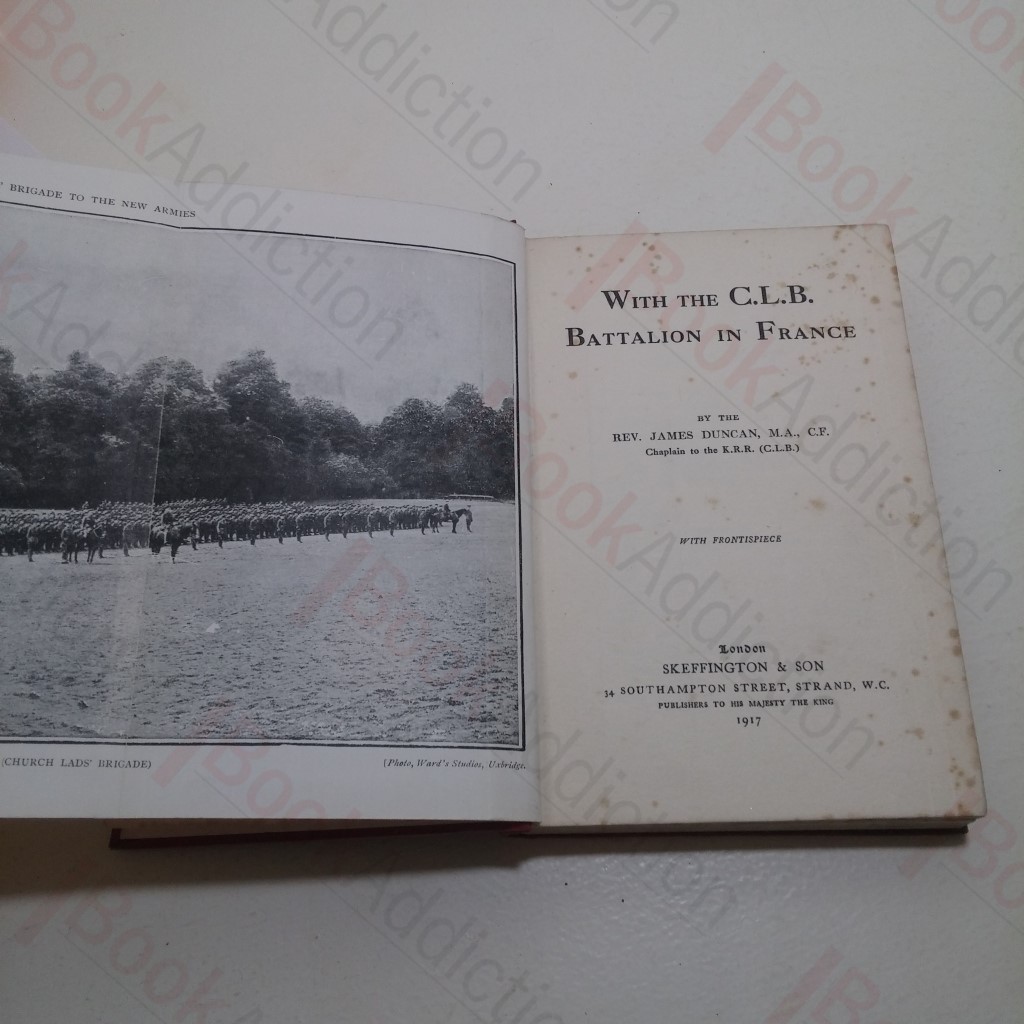 BRIGADE TO THE NEW ARMIES
(CHURCH LADS' BRIGADE)
[Photo, Ward's Studios, Uxbridge.
WITH THE C.L.B.
BATTALION IN FRANCE
BY THE
REV. JAMES DUNCAN, M.A., C.F.
Chaplain to the K.R.R. (C.L.B.)
WITH FRONTISPIECE
London
SKEFFINGTON & SON
34 SOUTHAMPTON STREET, STRAND, W.C.
PUBLISHERS TO HIS MAJESTY THE KING
1917
BookAddiction